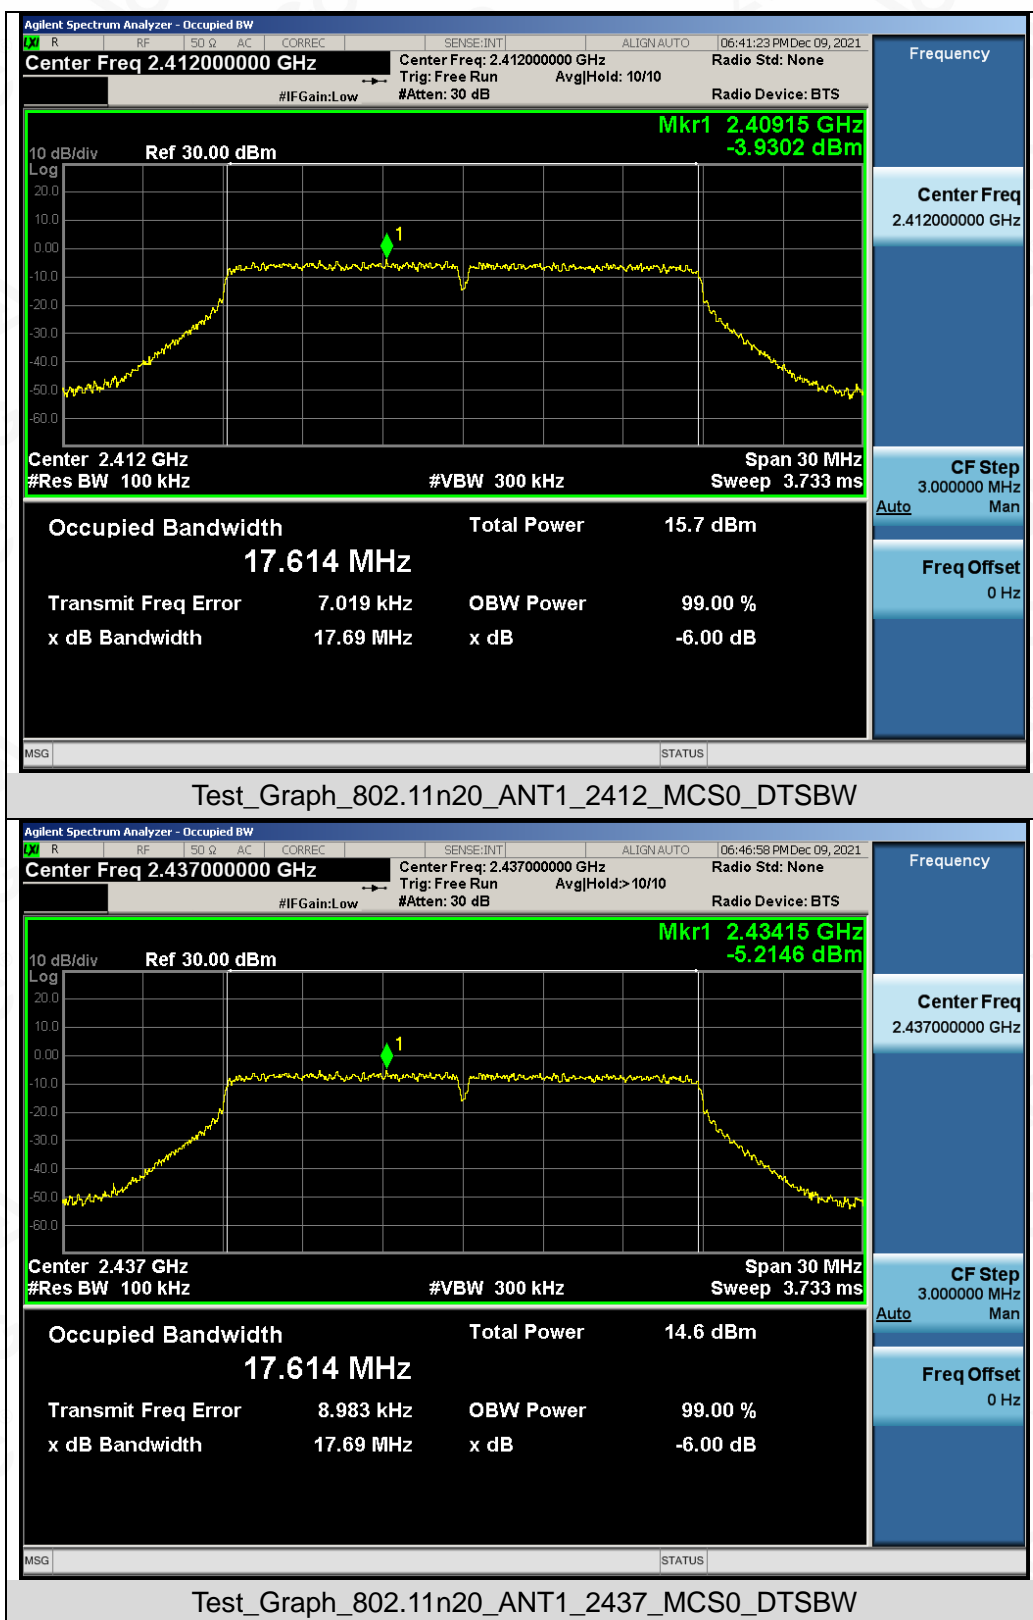 Agilent Spectrum Analyzer - Occupied BW
LXI R RF 50 Ω AC CORREC SENSE:INT ALIGN AUTO 06:41:23 PM Dec 09, 2021
Center Freq 2.412000000 GHz Center Freq: 2.412000000 GHz Radio Std: None
Trig: Free Run Avg|Hold: 10/10
#IFGain:Low #Atten: 30 dB Radio Device: BTS
Frequency
Mkr1 2.40915 GHz
-3.9302 dBm
10 dB/div Ref 30.00 dBm
Log
20.0
10.0
0.00
-10.0
-20.0
-30.0
-40.0
-50.0
-60.0
1
Center 2.412 GHz Span 30 MHz
#Res BW 100 kHz #VBW 300 kHz Sweep 3.733 ms
Center Freq
2.412000000 GHz
CF Step
3.000000 MHz
Auto Man
Freq Offset
0 Hz
Occupied Bandwidth Total Power 15.7 dBm
17.614 MHz
Transmit Freq Error 7.019 kHz OBW Power 99.00 %
x dB Bandwidth 17.69 MHz x dB -6.00 dB
MSG STATUS
Test_Graph_802.11n20_ANT1_2412_MCS0_DTSBW
Agilent Spectrum Analyzer - Occupied BW
LXI R RF 50 Ω AC CORREC SENSE:INT ALIGN AUTO 06:46:58 PM Dec 09, 2021
Center Freq 2.437000000 GHz Center Freq: 2.437000000 GHz Radio Std: None
Trig: Free Run Avg|Hold:> 10/10
#IFGain:Low #Atten: 30 dB Radio Device: BTS
Frequency
Mkr1 2.43415 GHz
-5.2146 dBm
10 dB/div Ref 30.00 dBm
Log
20.0
10.0
0.00
-10.0
-20.0
-30.0
-40.0
-50.0
-60.0
1
Center 2.437 GHz Span 30 MHz
#Res BW 100 kHz #VBW 300 kHz Sweep 3.733 ms
Center Freq
2.437000000 GHz
CF Step
3.000000 MHz
Auto Man
Freq Offset
0 Hz
Occupied Bandwidth Total Power 14.6 dBm
17.614 MHz
Transmit Freq Error 8.983 kHz OBW Power 99.00 %
x dB Bandwidth 17.69 MHz x dB -6.00 dB
MSG STATUS
Test_Graph_802.11n20_ANT1_2437_MCS0_DTSBW